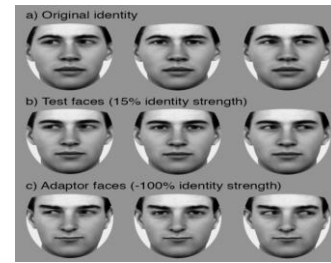 a) Original identity
b) Test faces (15% identity strength)
c) Adaptor faces (-100% identity strength)